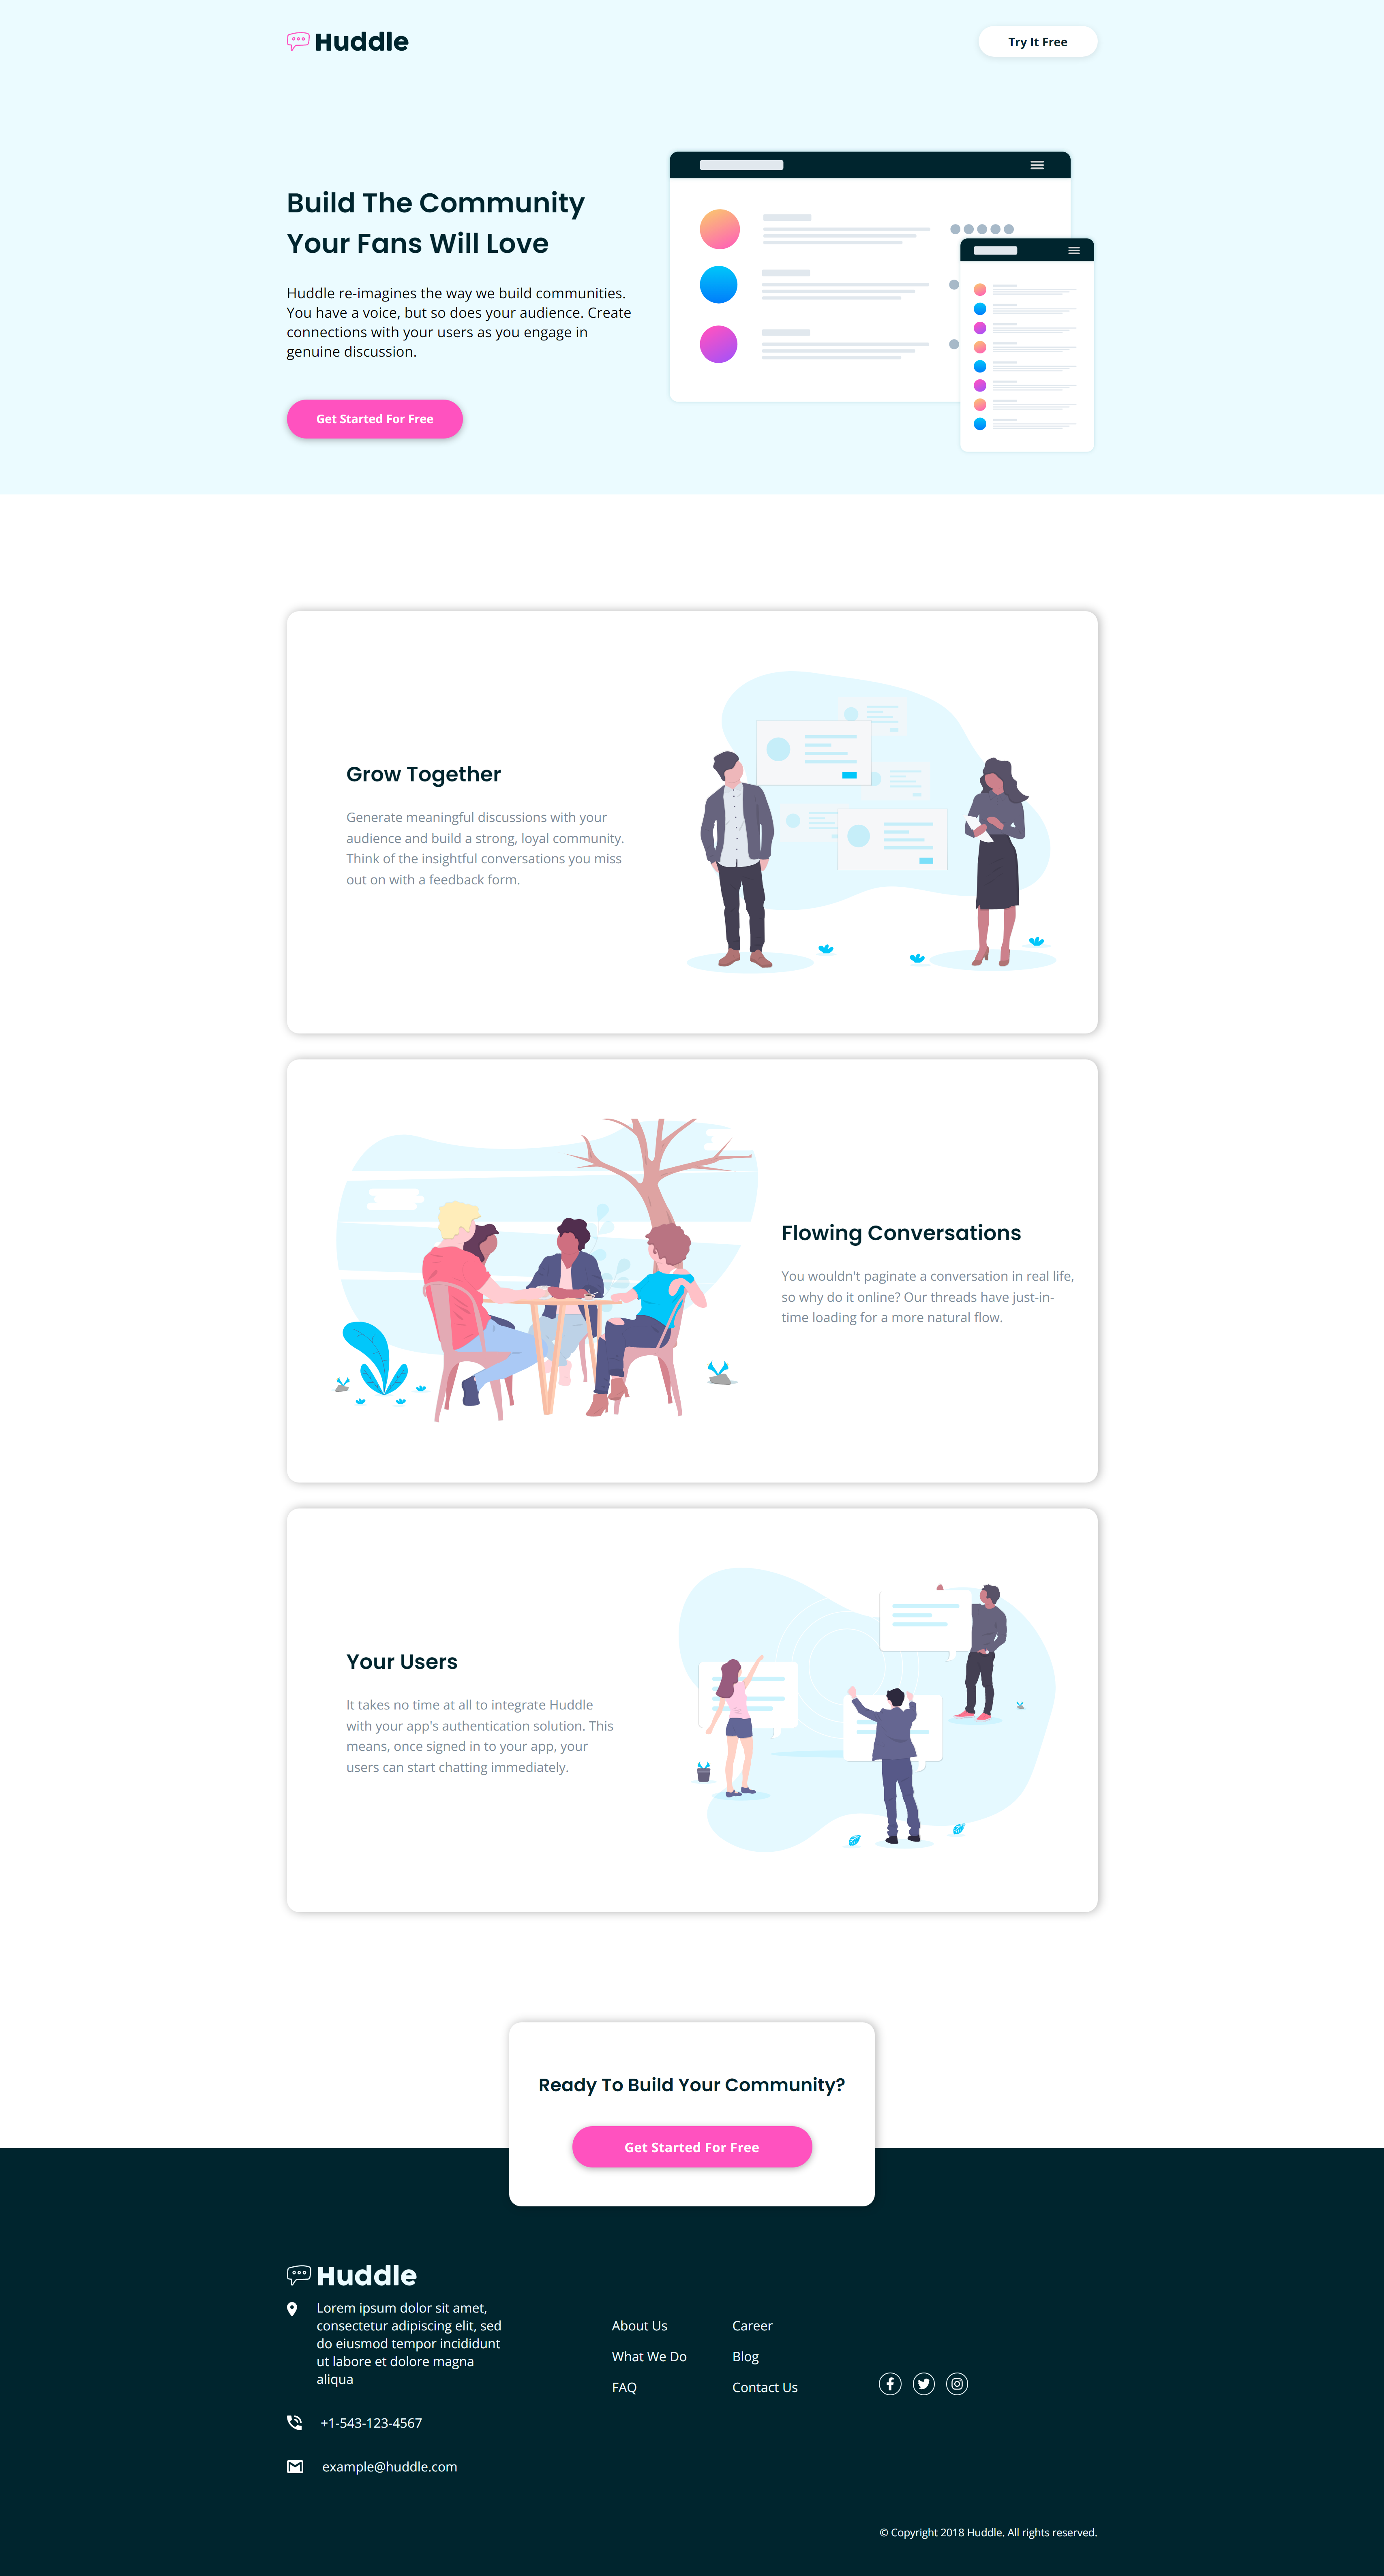 Huddle
Try It Free
Build The Community
Your Fans Will Love
Huddle re-imagines the way we build communities.
You have a voice, but so does your audience. Create
connections with your users as you engage in
genuine discussion.
Get Started For Free
Grow Together
Generate meaningful discussions with your
audience and build a strong, loyal community.
Think of the insightful conversations you miss
out on with a feedback form.
Flowing Conversations
You wouldn't paginate a conversation in real life,
so why do it online? Our threads have just-in-
time loading for a more natural flow.
Your Users
It takes no time at all to integrate Huddle
with your app's authentication solution. This
means, once signed in to your app, your
users can start chatting immediately.
Ready To Build Your Community?
Get Started For Free
Huddle
Lorem ipsum dolor sit amet,
consectetur adipiscing elit, sed
do eiusmod tempor incididunt
ut labore et dolore magna
aliqua
+1-543-123-4567
example@huddle.com
About Us
What We Do
FAQ
Career
Blog
Contact Us
© Copyright 2018 Huddle. All rights reserved.